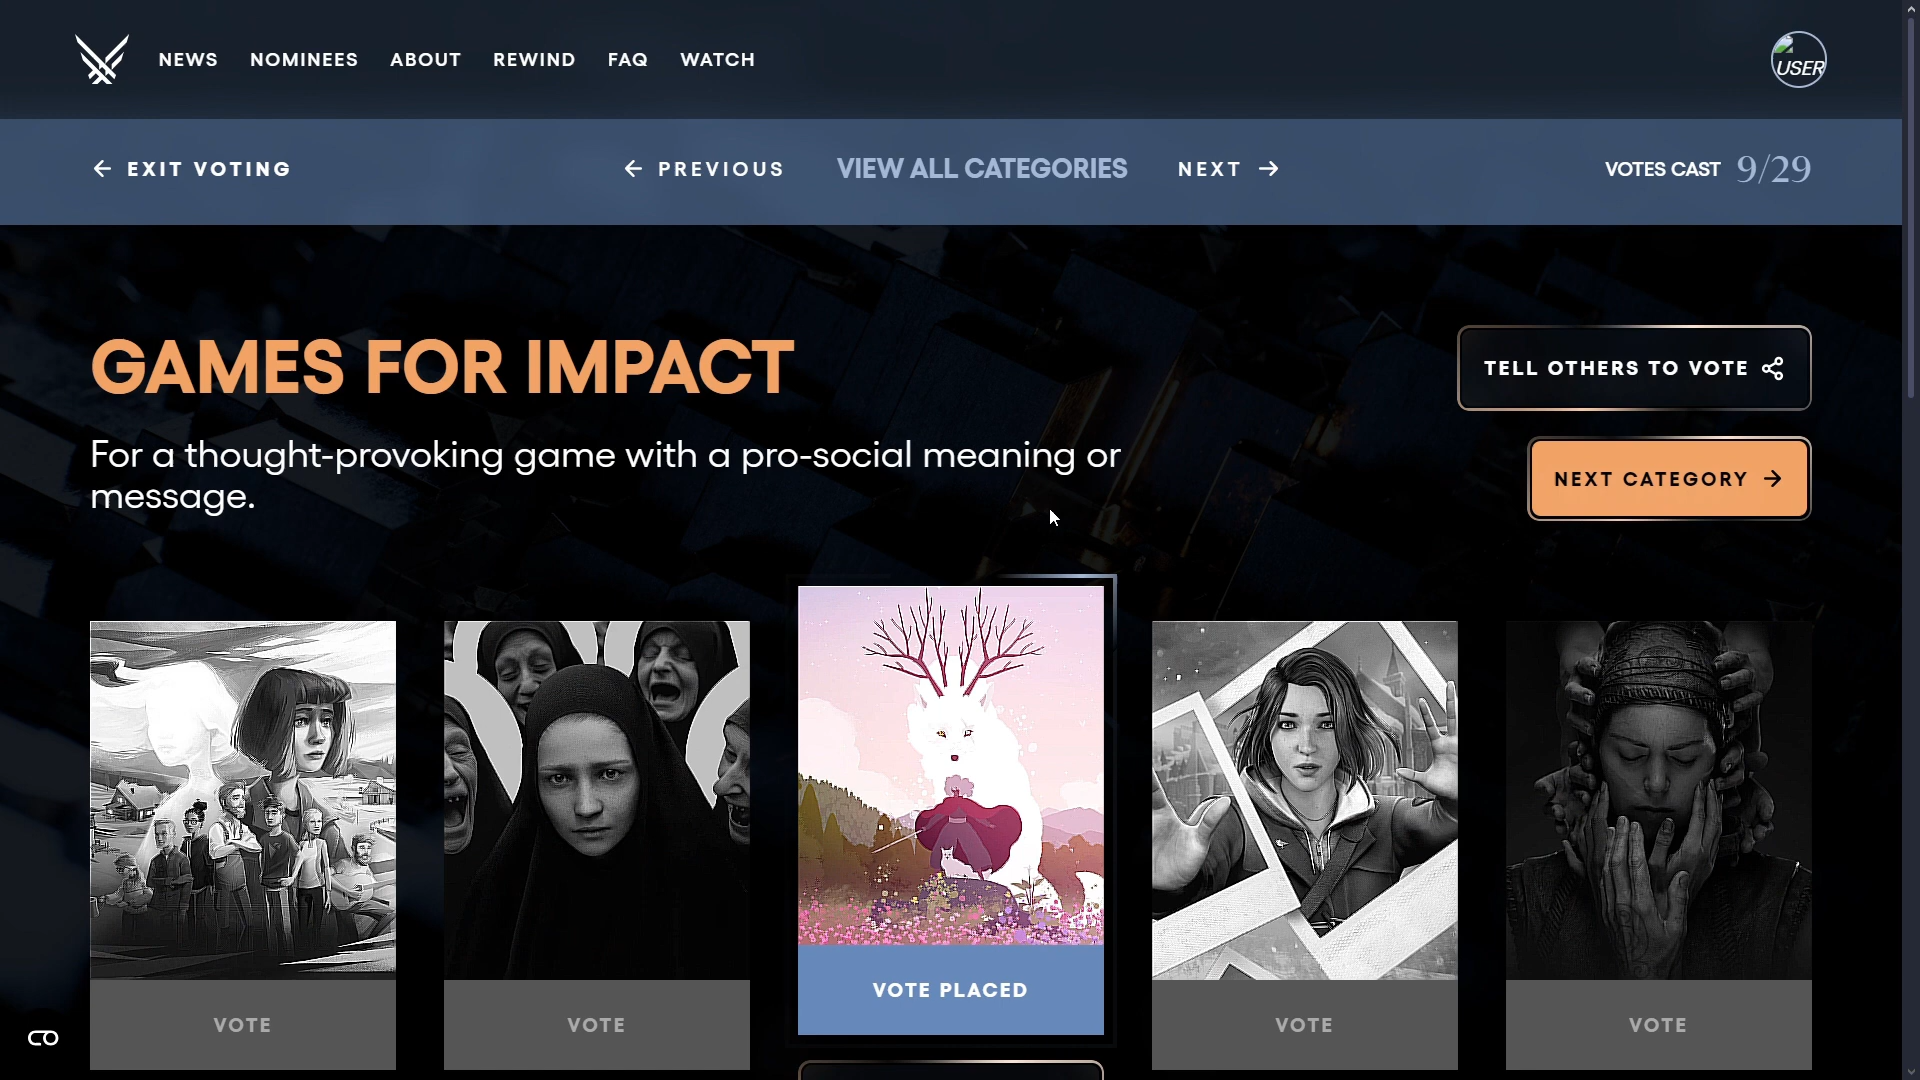 NEWS NOMINEES ABOUT REWIND FAQ WATCH
USER
EXIT VOTING
PREVIOUS
VIEW ALL CATEGORIES
NEXT
VOTES CAST 9/29
GAMES FOR IMPACT
TELL OTHERS TO VOTE
For a thought-provoking game with a pro-social meaning or
message.
NEXT CATEGORY
VOTE
VOTE
VOTE PLACED
VOTE
VOTE